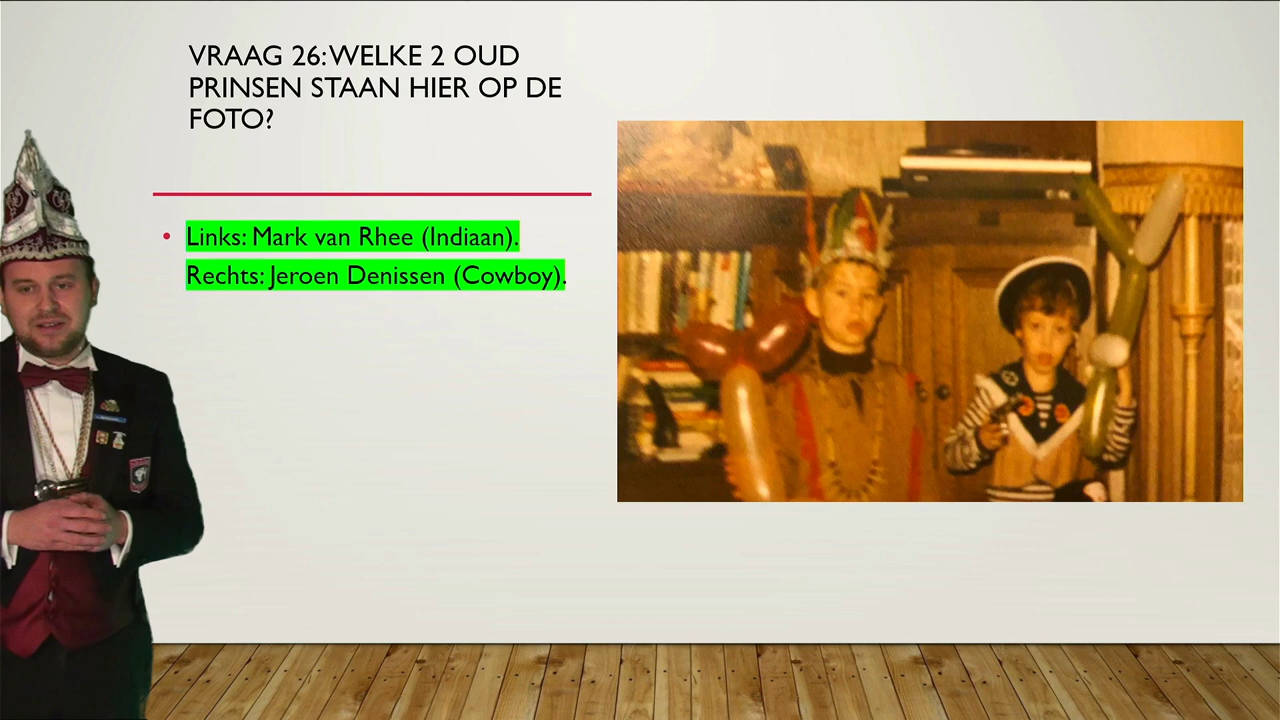 VRAAG 26: WELKE 2 OUD
PRINSEN STAAN HIER OP DE
FOTO?
• Links: Mark van Rhee (Indiaan).
Rechts: Jeroen Denissen (Cowboy).